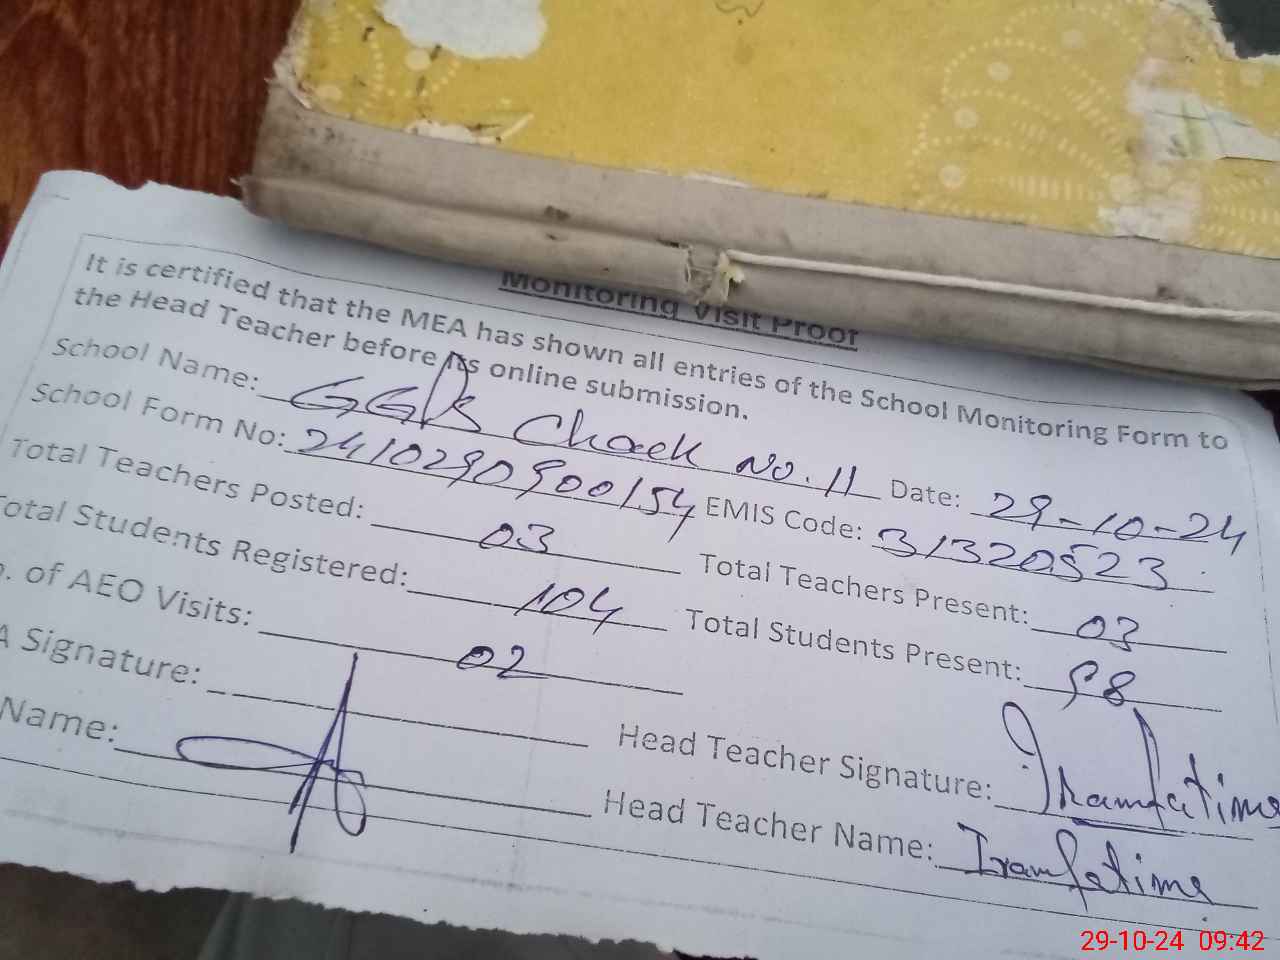 Monitoring Visit Proof
It is certified that the MEA has shown all entries of the School Monitoring Form to
the Head Teacher before its online submission.
School Name: GGPS Chack No. 11 Date: 29-10-24
School Form No: 2410290900154 EMIS Code: 31320523
Total Teachers Posted: 03 Total Teachers Present: 03
Total Students Registered: 104 Total Students Present: 98
. of AEO Visits: 02
A Signature: Head Teacher Signature: Iramfatima
Name: Head Teacher Name: Iramfatima
29-10-24 09:42